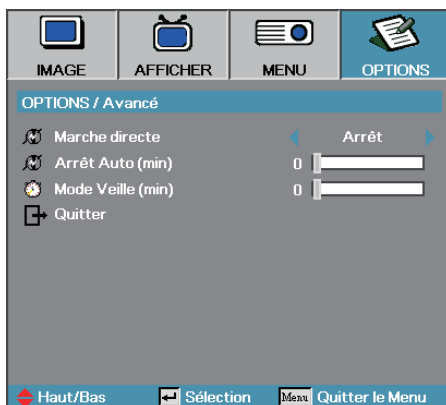 IMAGE AFFICHER MENU OPTIONS
OPTIONS / Avancé
Marche directe Arrêt
Arrêt Auto (min) 0
Mode Veille (min) 0
Quitter
Haut/Bas Sélection Menu Quitter le Menu